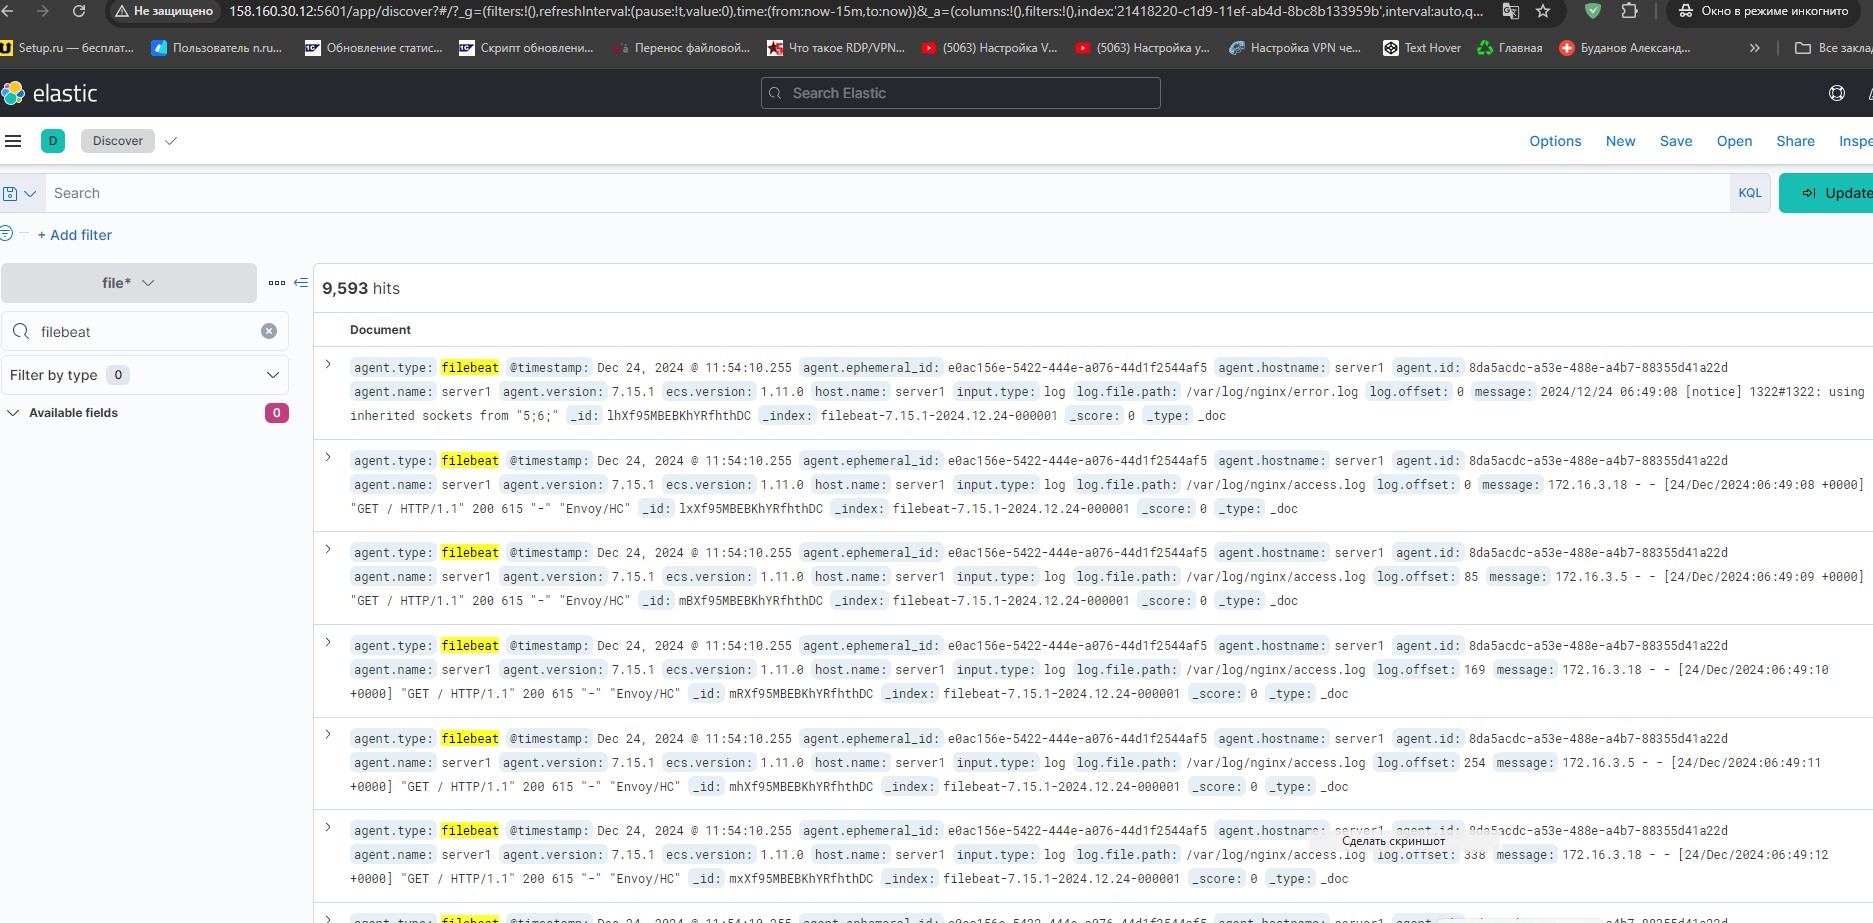 Не защищено 158.160.30.12:5601/app/discover?#/?_g=(filters:!(),refreshInterval:(pause:!t,value:0),time:(from:now-15m,to:now))&_a=(columns:!(),filters:!(),index:'21418220-c1d9-11ef-ab4d-8bc8b133959b',interval:auto,q... Окно в режиме инкогнито
Setup.ru — бесплат... Пользователь n.ru... Обновление статис... Скрипт обновлени... Перенос файловой... Что такое RDP/VPN... (5063) Настройка V... (5063) Настройка у... Настройка VPN че... Text Hover Главная Буданов Александ... » Все закла
elastic Search Elastic
D Discover Options New Save Open Share Inspe
Search KQL Update
+ Add filter
file* 9,593 hits
filebeat
Document
Filter by type 0
Available fields 0
agent.type: filebeat @timestamp: Dec 24, 2024 @ 11:54:10.255 agent.ephemeral_id: e0ac156e-5422-444e-a076-44d1f2544af5 agent.hostname: server1 agent.id: 8da5acdc-a53e-488e-a4b7-88355d41a22d
agent.name: server1 agent.version: 7.15.1 ecs.version: 1.11.0 host.name: server1 input.type: log log.file.path: /var/log/nginx/error.log log.offset: 0 message: 2024/12/24 06:49:08 [notice] 1322#1322: using
inherited sockets from "5;6;" _id: lhXf95MBEBKhYRfhthDC _index: filebeat-7.15.1-2024.12.24-000001 _score: 0 _type: _doc
agent.type: filebeat @timestamp: Dec 24, 2024 @ 11:54:10.255 agent.ephemeral_id: e0ac156e-5422-444e-a076-44d1f2544af5 agent.hostname: server1 agent.id: 8da5acdc-a53e-488e-a4b7-88355d41a22d
agent.name: server1 agent.version: 7.15.1 ecs.version: 1.11.0 host.name: server1 input.type: log log.file.path: /var/log/nginx/access.log log.offset: 0 message: 172.16.3.18 - - [24/Dec/2024:06:49:08 +0000]
"GET / HTTP/1.1" 200 615 "-" "Envoy/HC" _id: lxXf95MBEBKhYRfhthDC _index: filebeat-7.15.1-2024.12.24-000001 _score: 0 _type: _doc
agent.type: filebeat @timestamp: Dec 24, 2024 @ 11:54:10.255 agent.ephemeral_id: e0ac156e-5422-444e-a076-44d1f2544af5 agent.hostname: server1 agent.id: 8da5acdc-a53e-488e-a4b7-88355d41a22d
agent.name: server1 agent.version: 7.15.1 ecs.version: 1.11.0 host.name: server1 input.type: log log.file.path: /var/log/nginx/access.log log.offset: 85 message: 172.16.3.5 - - [24/Dec/2024:06:49:09 +0000]
"GET / HTTP/1.1" 200 615 "-" "Envoy/HC" _id: mBXf95MBEBKhYRfhthDC _index: filebeat-7.15.1-2024.12.24-000001 _score: 0 _type: _doc
agent.type: filebeat @timestamp: Dec 24, 2024 @ 11:54:10.255 agent.ephemeral_id: e0ac156e-5422-444e-a076-44d1f2544af5 agent.hostname: server1 agent.id: 8da5acdc-a53e-488e-a4b7-88355d41a22d
agent.name: server1 agent.version: 7.15.1 ecs.version: 1.11.0 host.name: server1 input.type: log log.file.path: /var/log/nginx/access.log log.offset: 169 message: 172.16.3.18 - - [24/Dec/2024:06:49:10
+0000] "GET / HTTP/1.1" 200 615 "-" "Envoy/HC" _id: mRXf95MBEBKhYRfhthDC _index: filebeat-7.15.1-2024.12.24-000001 _score: 0 _type: _doc
agent.type: filebeat @timestamp: Dec 24, 2024 @ 11:54:10.255 agent.ephemeral_id: e0ac156e-5422-444e-a076-44d1f2544af5 agent.hostname: server1 agent.id: 8da5acdc-a53e-488e-a4b7-88355d41a22d
agent.name: server1 agent.version: 7.15.1 ecs.version: 1.11.0 host.name: server1 input.type: log log.file.path: /var/log/nginx/access.log log.offset: 254 message: 172.16.3.5 - - [24/Dec/2024:06:49:11
+0000] "GET / HTTP/1.1" 200 615 "-" "Envoy/HC" _id: mhXf95MBEBKhYRfhthDC _index: filebeat-7.15.1-2024.12.24-000001 _score: 0 _type: _doc
agent.type: filebeat @timestamp: Dec 24, 2024 @ 11:54:10.255 agent.ephemeral_id: e0ac156e-5422-444e-a076-44d1f2544af5 agent.hostname: server1 agent.id: 8da5acdc-a53e-488e-a4b7-88355d41a22d
Сделать скриншот
agent.name: server1 agent.version: 7.15.1 ecs.version: 1.11.0 host.name: server1 input.type: log log.file.path: /var/log/nginx/access.log log.offset: 338 message: 172.16.3.18 - - [24/Dec/2024:06:49:12
+0000] "GET / HTTP/1.1" 200 615 "-" "Envoy/HC" _id: mxXf95MBEBKhYRfhthDC _index: filebeat-7.15.1-2024.12.24-000001 _score: 0 _type: _doc